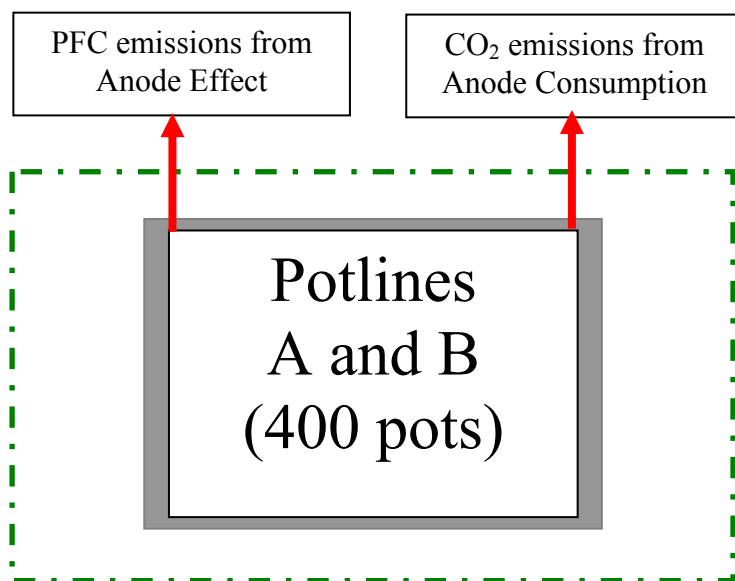 PFC emissions from
Anode Effect
CO₂ emissions from
Anode Consumption
Potlines
A and B
(400 pots)